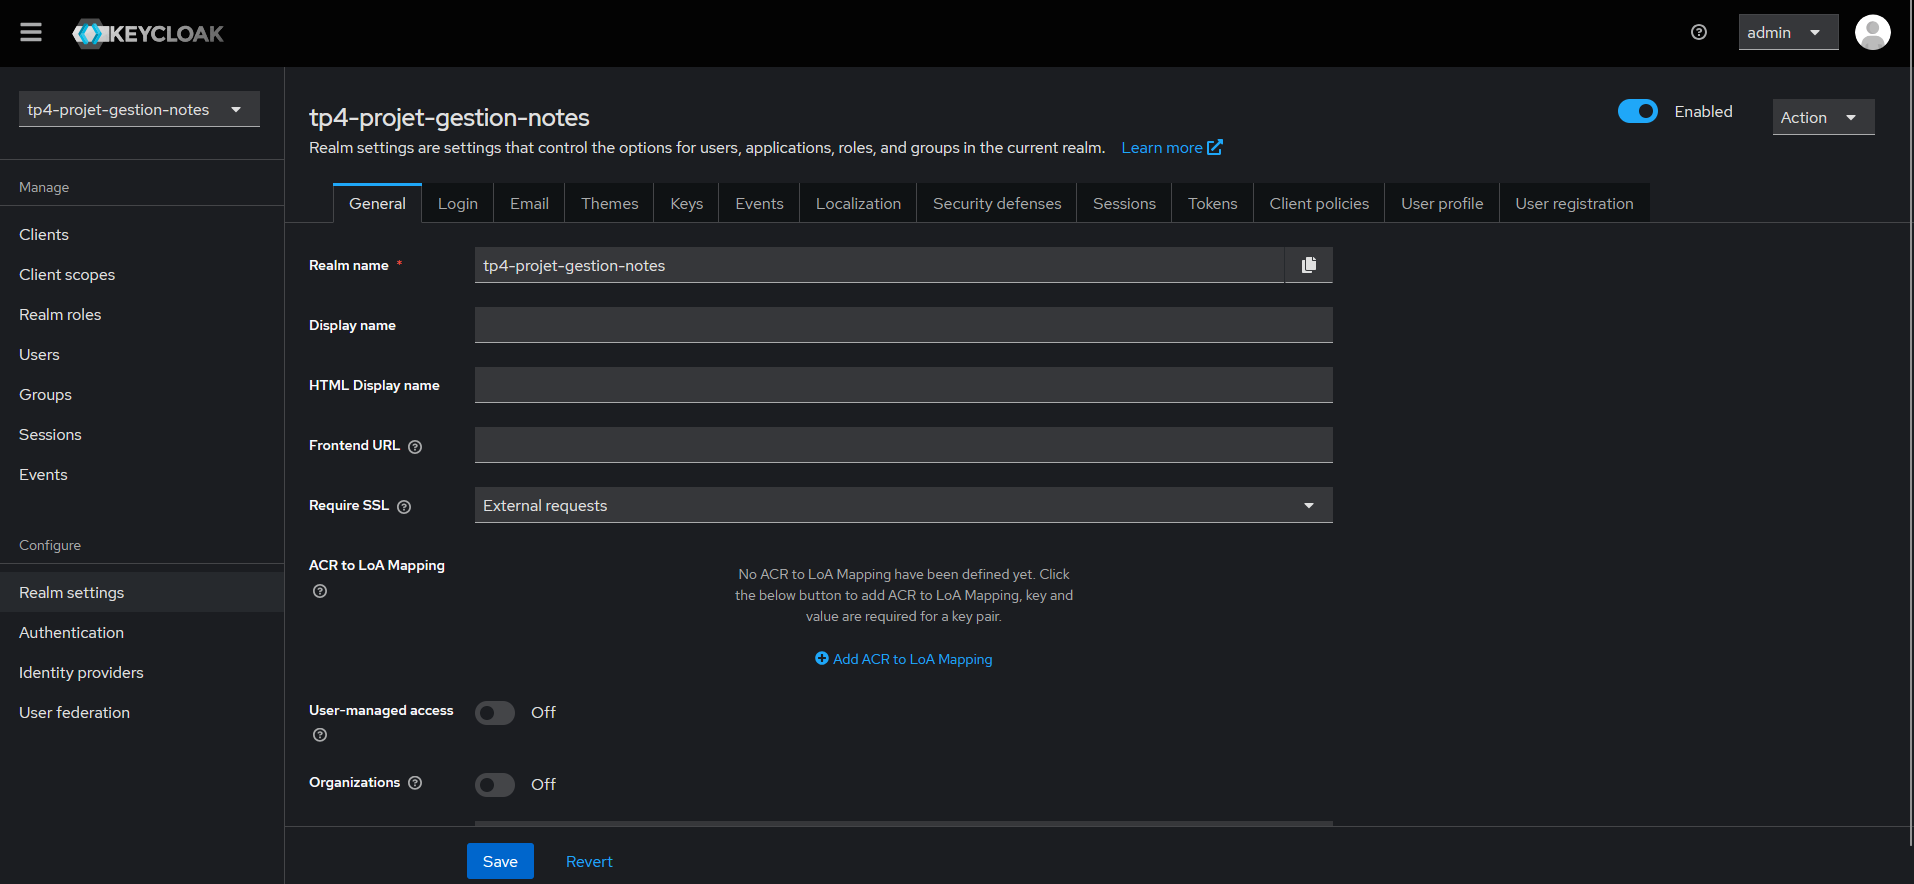 KEYCLOAK
admin
tp4-projet-gestion-notes
Manage
Clients
Client scopes
Realm roles
Users
Groups
Sessions
Events
Configure
Realm settings
Authentication
Identity providers
User federation
tp4-projet-gestion-notes
Enabled
Action
Realm settings are settings that control the options for users, applications, roles, and groups in the current realm. Learn more
General Login Email Themes Keys Events Localization Security defenses Sessions Tokens Client policies User profile User registration
Realm name * tp4-projet-gestion-notes
Display name
HTML Display name
Frontend URL
Require SSL External requests
ACR to LoA Mapping
No ACR to LoA Mapping have been defined yet. Click
the below button to add ACR to LoA Mapping, key and
value are required for a key pair.
Add ACR to LoA Mapping
User-managed access Off
Organizations Off
Save Revert